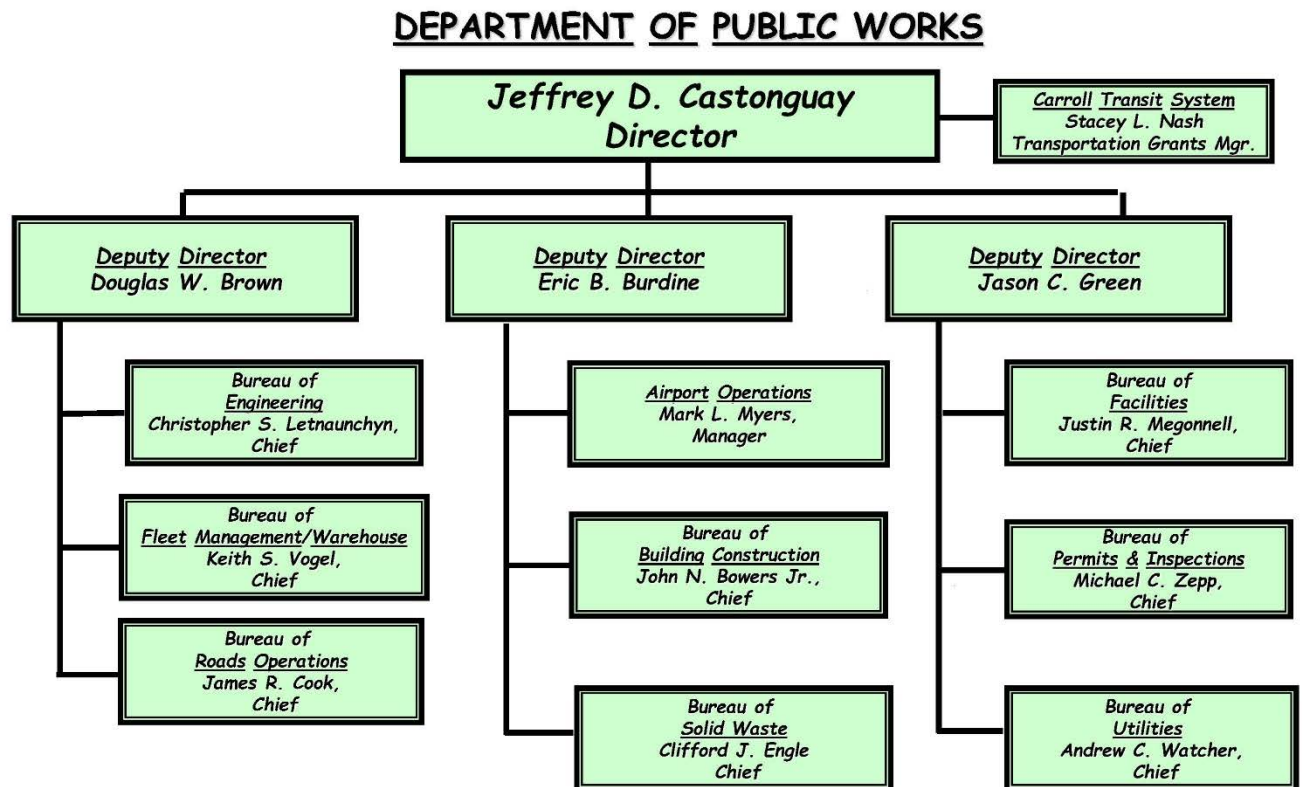 DEPARTMENT OF PUBLIC WORKS
Jeffrey D. Castonguay
Director
Carroll Transit System
Stacey L. Nash
Transportation Grants Mgr.
Deputy Director
Douglas W. Brown
Deputy Director
Eric B. Burdine
Deputy Director
Jason C. Green
Bureau of
Engineering
Christopher S. Letnaunchyn,
Chief
Bureau of
Fleet Management/Warehouse
Keith S. Vogel,
Chief
Bureau of
Roads Operations
James R. Cook,
Chief
Airport Operations
Mark L. Myers,
Manager
Bureau of
Building Construction
John N. Bowers Jr.,
Chief
Bureau of
Solid Waste
Clifford J. Engle
Chief
Bureau of
Facilities
Justin R. Megonnell,
Chief
Bureau of
Permits & Inspections
Michael C. Zepp,
Chief
Bureau of
Utilities
Andrew C. Watcher,
Chief